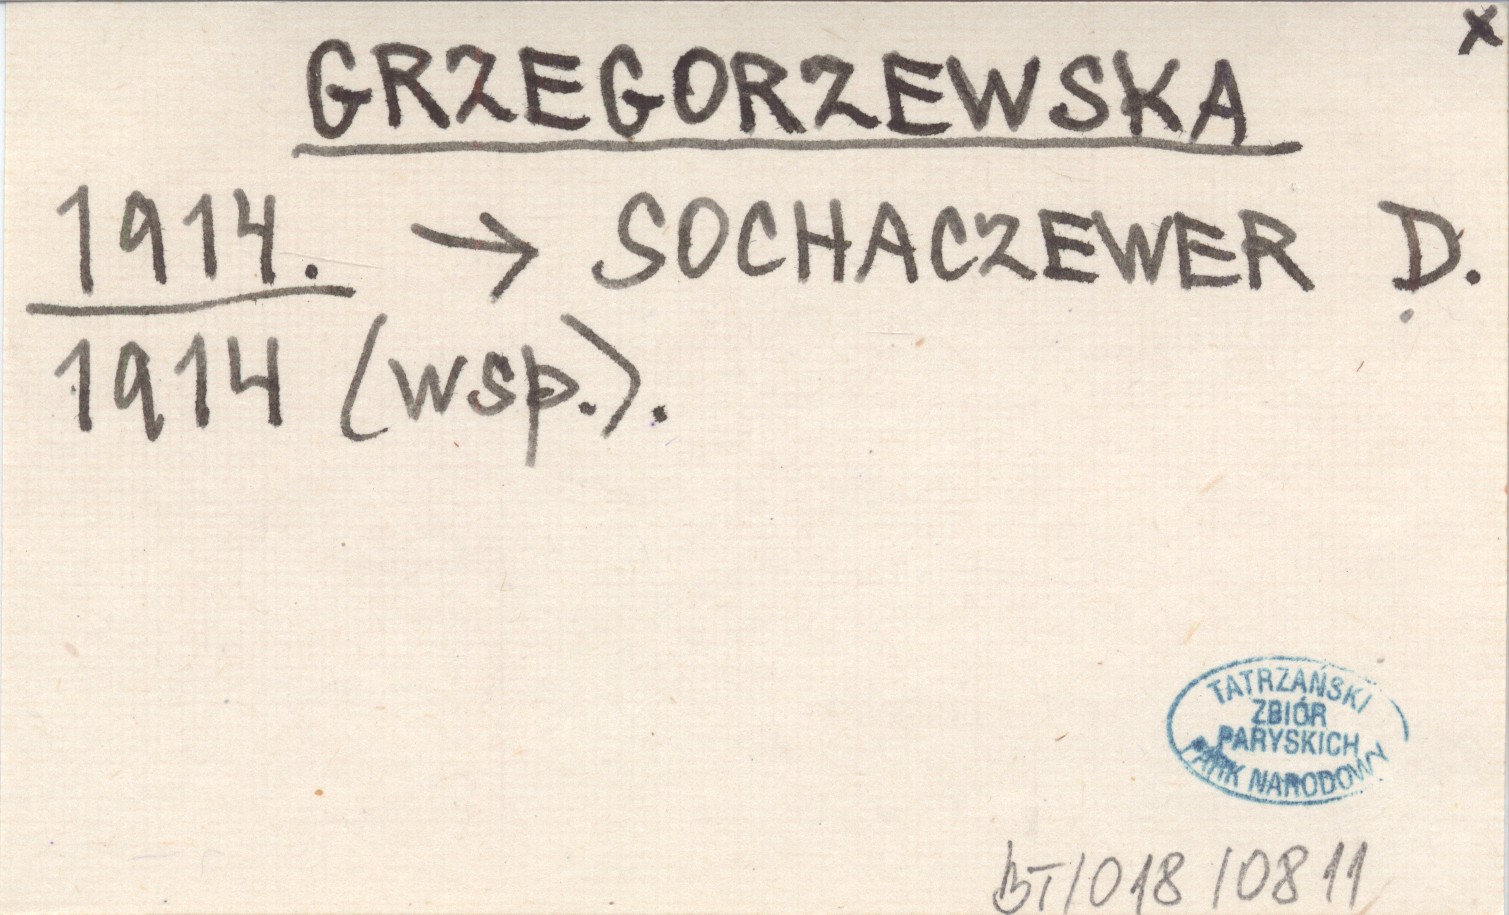 x
GRZEGORZEWSKA
1914. → SOCHACZEWER D.
1914 (wsp.).
TATRZAŃSKI
ZBIÓR
PARYSKICH
PARK NARODOWY
BT/018/0811